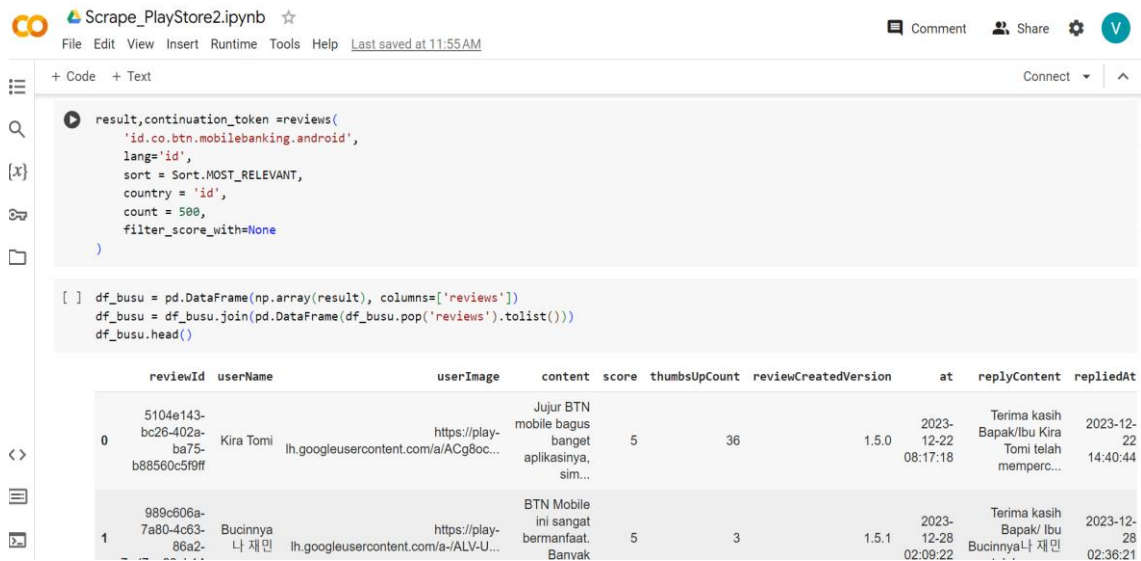 Scrape_PlayStore2.ipynb
Comment Share V
File Edit View Insert Runtime Tools Help Last saved at 11:55 AM
+ Code + Text Connect
result,continuation_token =reviews(
'id.co.btn.mobilebanking.android',
lang='id',
sort = Sort.MOST_RELEVANT,
country = 'id',
count = 500,
filter_score_with=None
)
[ ] df_busu = pd.DataFrame(np.array(result), columns=['reviews'])
df_busu = df_busu.join(pd.DataFrame(df_busu.pop('reviews').tolist()))
df_busu.head()
reviewId userName userImage content score thumbsUpCount reviewCreatedVersion at replyContent repliedAt
0
5104e143-
bc26-402a-
ba75-
b88560c5f9ff
Kira Tomi
https://play-
lh.googleusercontent.com/a/ACg8oc...
Jujur BTN
mobile bagus
banget
aplikasinya,
sim...
5
36
1.5.0
2023-
12-22
08:17:18
Terima kasih
Bapak/Ibu Kira
Tomi telah
memperc...
2023-12-
22
14:40:44
1
989c606a-
7a80-4c63-
86a2-
Bucinnya
나 재민
https://play-
lh.googleusercontent.com/a-/ALV-U...
BTN Mobile
ini sangat
bermanfaat.
Banyak
5
3
1.5.1
2023-
12-28
02:09:22
Terima kasih
Bapak/ Ibu
Bucinnya나 재민
2023-12-
28
02:36:21